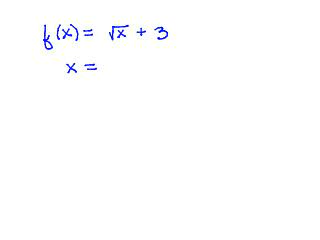 f(x) = √x + 3
x =